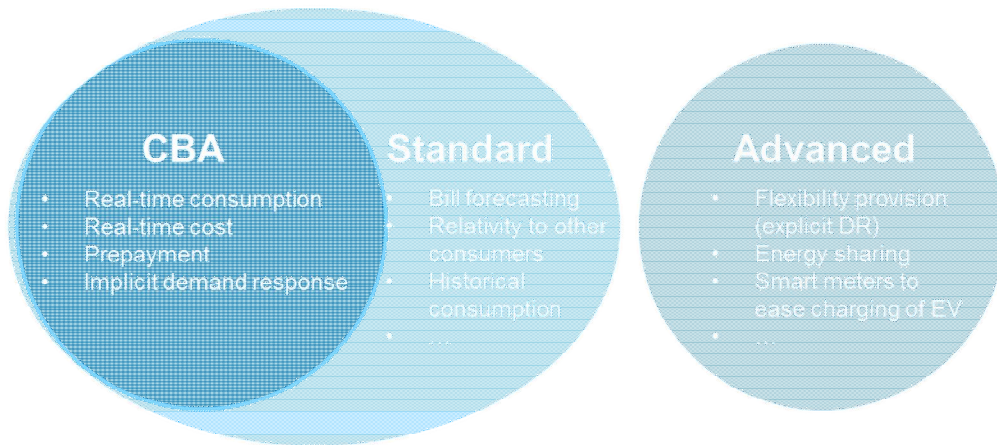 CBA
• Real-time consumption
• Real-time cost
• Prepayment
• Implicit demand response
Standard
• Bill forecasting
• Relativity to other
consumers
• Historical
consumption
• ...
Advanced
• Flexibility provision
(explicit DR)
• Energy sharing
• Smart meters to
ease charging of EV
• ...